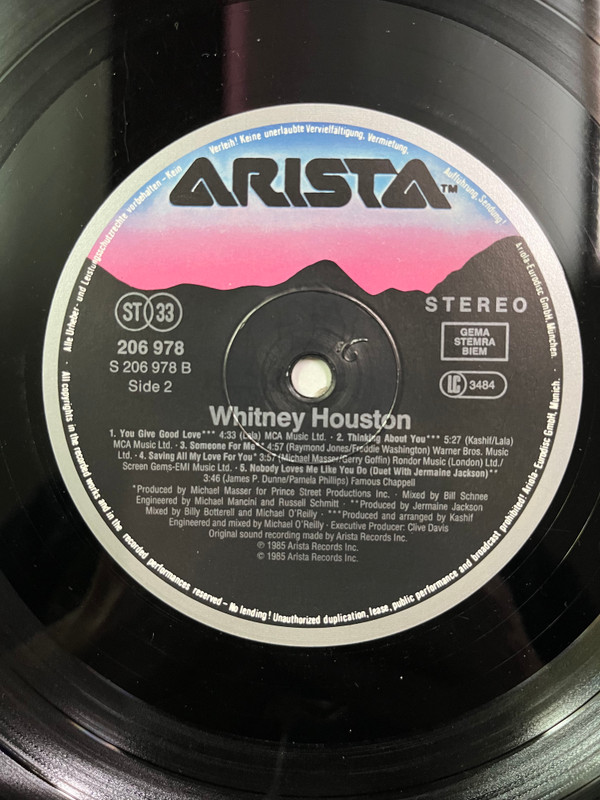 Alle Urheber- und Leistungsschutzrechte vorbehalten – Kein Verleih! Keine unerlaubte Vervielfältigung, Vermietung, Aufführung, Sendung!
ARISTA™
STEREO
ST 33
GEMA
STEMRA
BIEM
206 978
S 206 978 B
LC 3484
Side 2
Whitney Houston
1. You Give Good Love*** 4:33 (Lala) MCA Music Ltd. · 2. Thinking About You*** 5:27 (Kashif/Lala)
MCA Music Ltd. · 3. Someone For Me** 4:57 (Raymond Jones/Freddie Washington) Warner Bros. Music
Ltd. · 4. Saving All My Love For You* 3:57 (Michael Masser/Gerry Goffin) Rondor Music (London) Ltd./
Screen Gems-EMI Music Ltd. · 5. Nobody Loves Me Like You Do (Duet With Jermaine Jackson)**
3:46 (James P. Dunne/Pamela Phillips) Famous Chappell
*Produced by Michael Masser for Prince Street Productions Inc. · Mixed by Bill Schnee
Engineered by Michael Mancini and Russell Schmitt · **Produced by Jermaine Jackson
Mixed by Billy Botterell and Michael O'Reilly · ***Produced and arranged by Kashif
Engineered and mixed by Michael O'Reilly · Executive Producer: Clive Davis
Original sound recording made by Arista Records Inc.
℗ 1985 Arista Records Inc.
© 1985 Arista Records Inc.
· All copyrights in the recorded works and in the recorded performances reserved – No lending! Unauthorized duplication, lease, public performance and broadcast prohibited! Ariola-Eurodisc GmbH, Munich. ·
Ariola-Eurodisc GmbH, München.